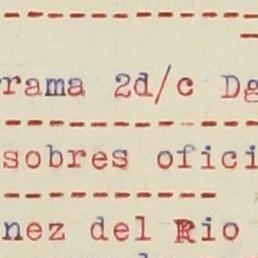 rama 2d/c Dg
sobres ofici
nez del Rio